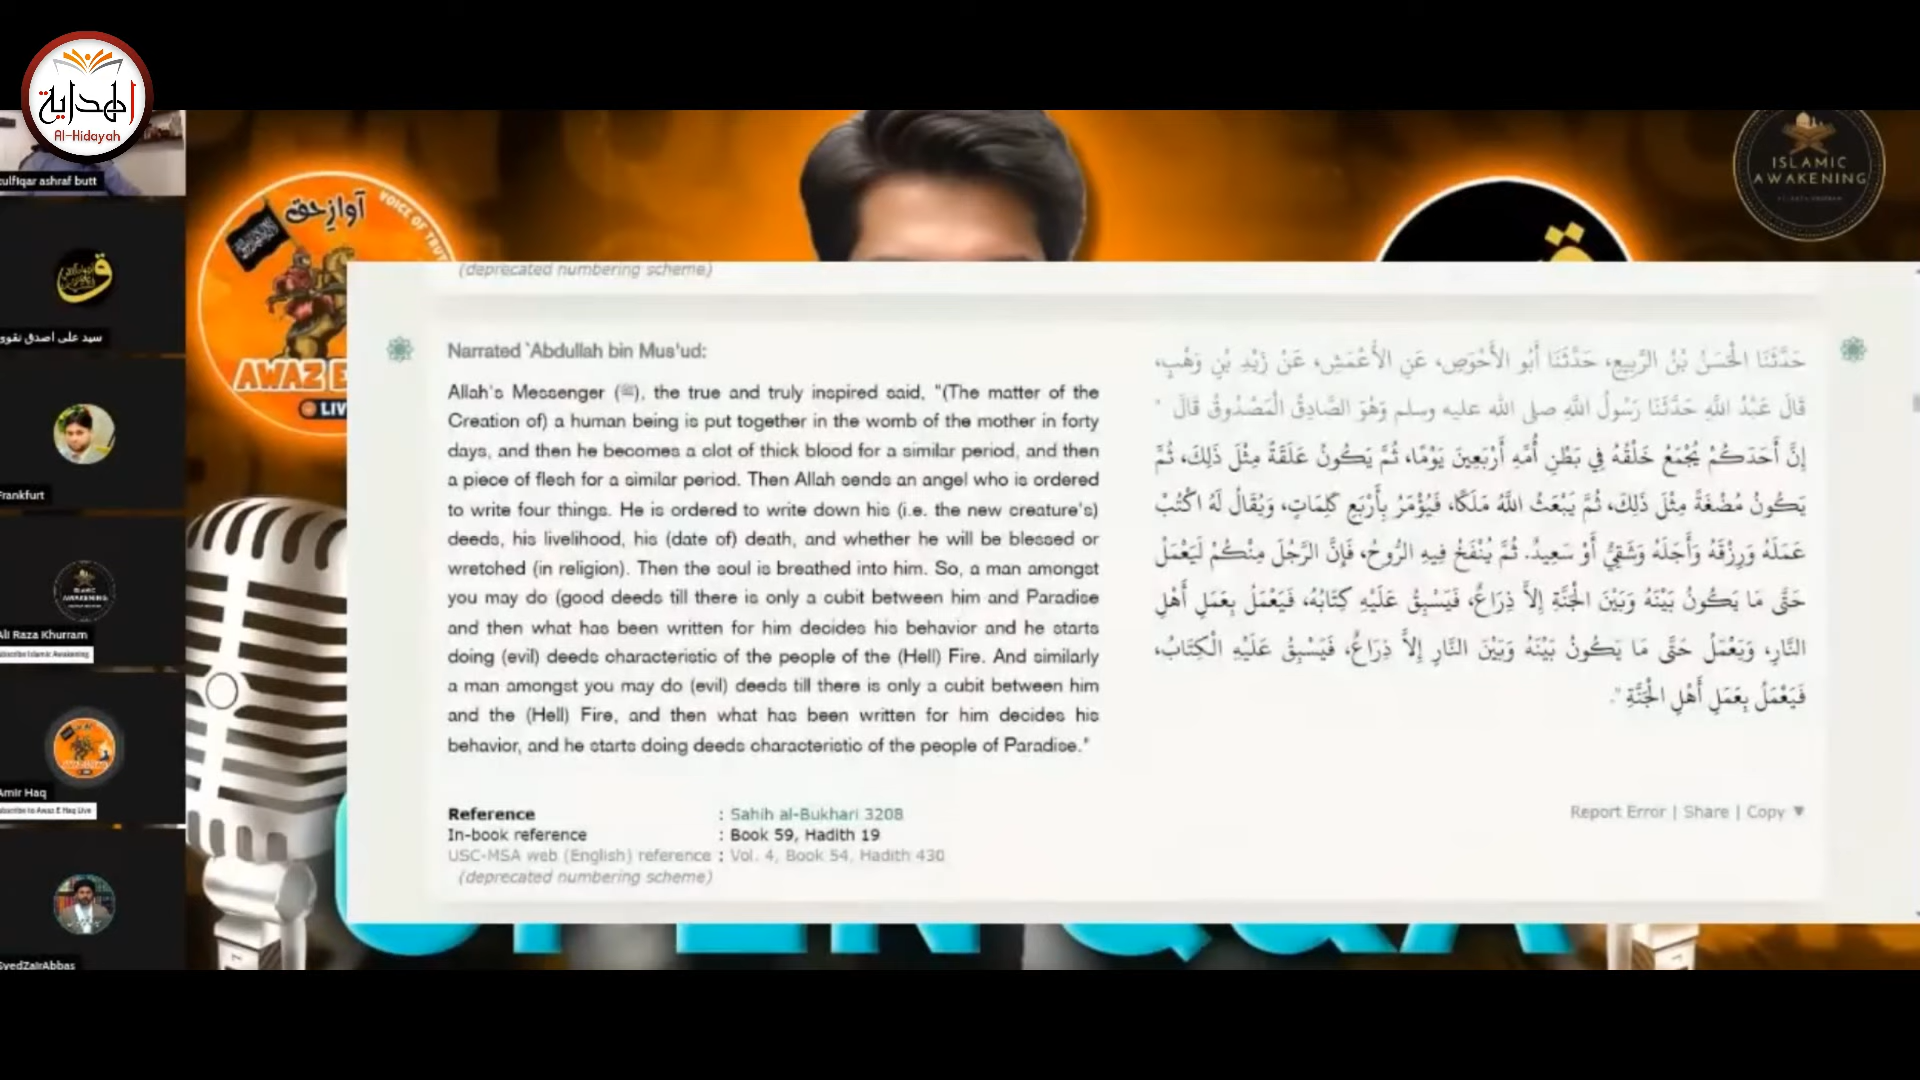 الهداية
Al-Hidayah
zulfiqar ashraf butt
سید علی اصدق نقوی
Frankfurt
ISLAMIC
AWAKENING
Ali Raza Khurram
Subscribe Islamic Awakening
Amir Haq
Subscribe to Awaz E Haq Live
SyedZairAbbas
آوازِ حق
VOICE OF TRUTH
AWAZ E
LIV
ISLAMIC
AWAKENING
(deprecated numbering scheme)
Narrated `Abdullah bin Mus'ud:
Allah's Messenger (ﷺ), the true and truly inspired said, "(The matter of the
Creation of) a human being is put together in the womb of the mother in forty
days, and then he becomes a clot of thick blood for a similar period, and then
a piece of flesh for a similar period. Then Allah sends an angel who is ordered
to write four things. He is ordered to write down his (i.e. the new creature's)
deeds, his livelihood, his (date of) death, and whether he will be blessed or
wretched (in religion). Then the soul is breathed into him. So, a man amongst
you may do (good deeds till there is only a cubit between him and Paradise
and then what has been written for him decides his behavior and he starts
doing (evil) deeds characteristic of the people of the (Hell) Fire. And similarly
a man amongst you may do (evil) deeds till there is only a cubit between him
and the (Hell) Fire, and then what has been written for him decides his
behavior, and he starts doing deeds characteristic of the people of Paradise."
حَدَّثَنَا الْحَسَنُ بْنُ الرَّبِيعِ، حَدَّثَنَا أَبُو الأَحْوَصِ، عَنِ الأَعْمَشِ، عَنْ زَيْدِ بْنِ وَهْبٍ،
قَالَ عَبْدُ اللَّهِ حَدَّثَنَا رَسُولُ اللَّهِ صلى الله عليه وسلم وَهْوَ الصَّادِقُ الْمَصْدُوقُ قَالَ "
إِنَّ أَحَدَكُمْ يُجْمَعُ خَلْقُهُ فِي بَطْنِ أُمِّهِ أَرْبَعِينَ يَوْمًا، ثُمَّ يَكُونُ عَلَقَةً مِثْلَ ذَلِكَ، ثُمَّ
يَكُونُ مُضْغَةً مِثْلَ ذَلِكَ، ثُمَّ يَبْعَثُ اللَّهُ مَلَكًا، فَيُؤْمَرُ بِأَرْبَعِ كَلِمَاتٍ، وَيُقَالُ لَهُ اكْتُبْ
عَمَلَهُ وَرِزْقَهُ وَأَجَلَهُ وَشَقِيٌّ أَوْ سَعِيدٌ. ثُمَّ يُنْفَخُ فِيهِ الرُّوحُ، فَإِنَّ الرَّجُلَ مِنْكُمْ لَيَعْمَلُ
حَتَّى مَا يَكُونُ بَيْنَهُ وَبَيْنَ الْجَنَّةِ إِلاَّ ذِرَاعٌ، فَيَسْبِقُ عَلَيْهِ كِتَابُهُ، فَيَعْمَلُ بِعَمَلِ أَهْلِ
النَّارِ، وَيَعْمَلُ حَتَّى مَا يَكُونُ بَيْنَهُ وَبَيْنَ النَّارِ إِلاَّ ذِرَاعٌ، فَيَسْبِقُ عَلَيْهِ الْكِتَابُ،
فَيَعْمَلُ بِعَمَلِ أَهْلِ الْجَنَّةِ ".
Reference : Sahih al-Bukhari 3208
In-book reference : Book 59, Hadith 19
USC-MSA web (English) reference : Vol. 4, Book 54, Hadith 430
(deprecated numbering scheme)
Report Error | Share | Copy ▼
OPEN Q&A